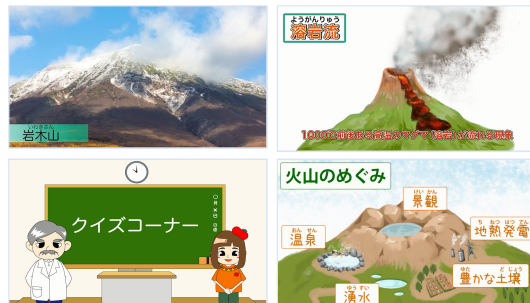 いわきさん
岩木山
ようがんりゅう
溶岩流
クイズコーナー
火山のめぐみ
けい かん
景観
おん せん
温泉
ち ねつ はつ でん
地熱発電
ゆた ど じょう
豊かな土壌
ゆう すい
湧水